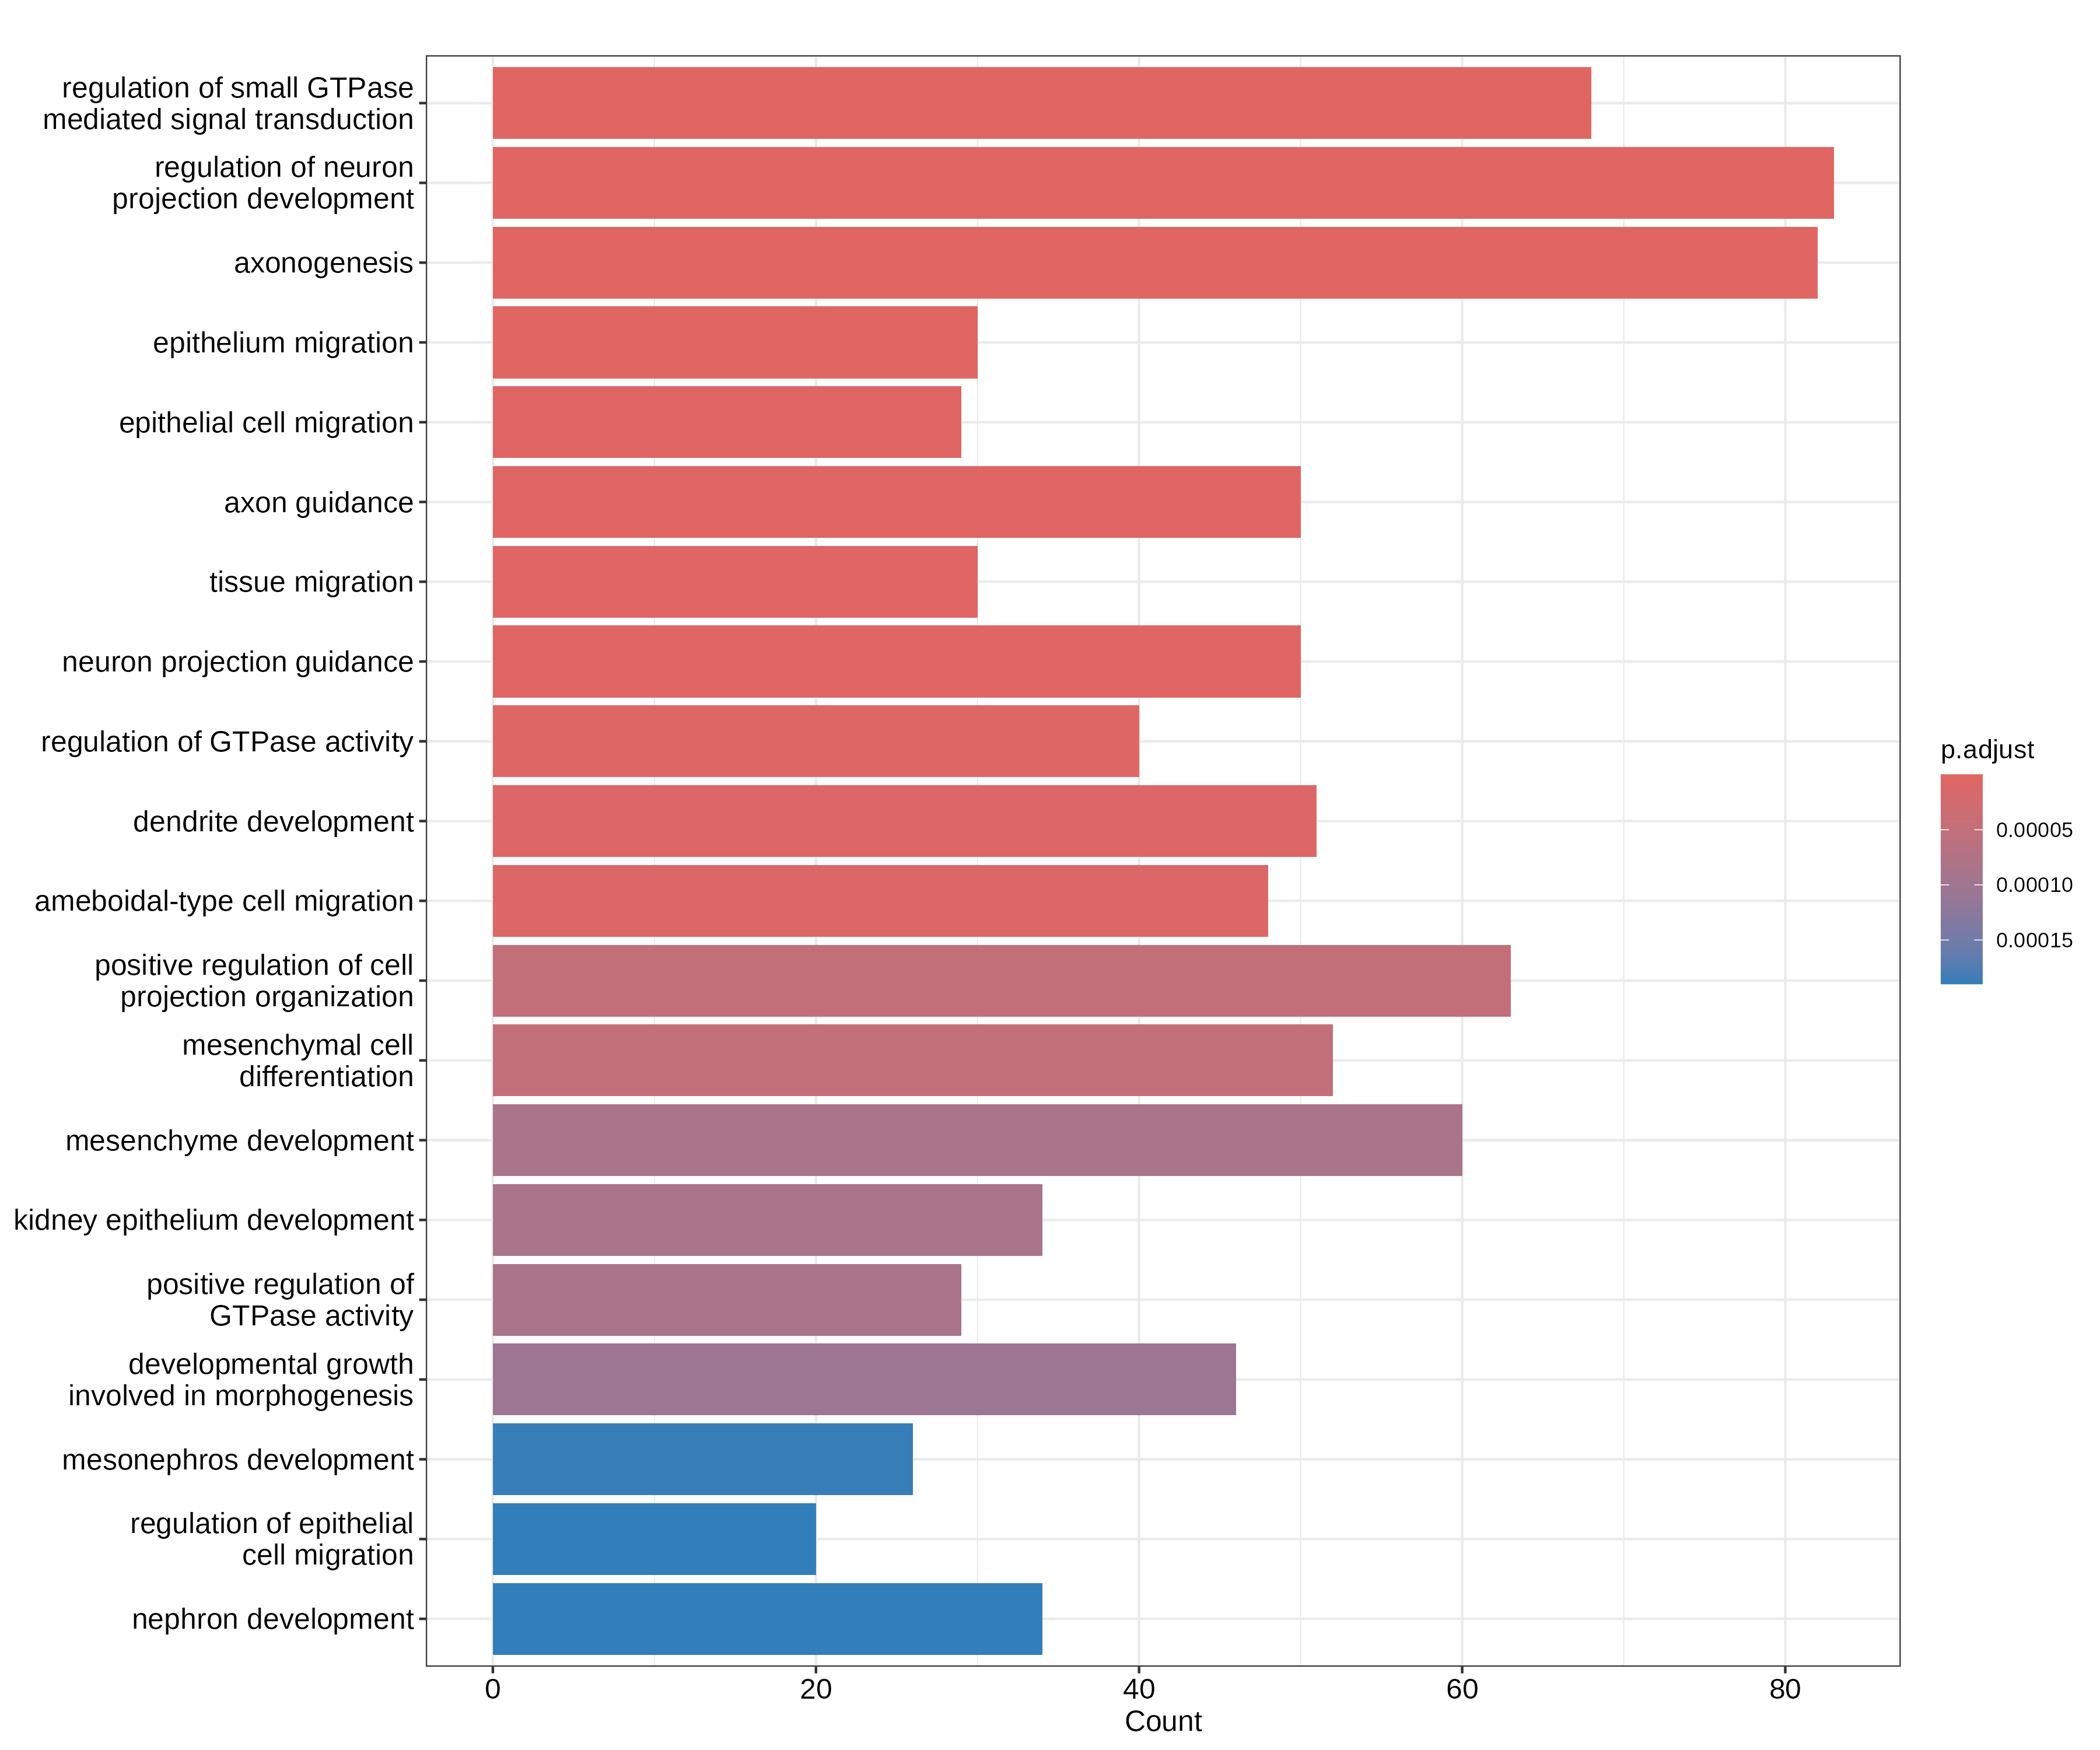 regulation of small GTPase
mediated signal transduction
regulation of neuron
projection development
axonogenesis
epithelium migration
epithelial cell migration
axon guidance
tissue migration
neuron projection guidance
regulation of GTPase activity
dendrite development
ameboidal-type cell migration
positive regulation of cell
projection organization
mesenchymal cell
differentiation
mesenchyme development
kidney epithelium development
positive regulation of
GTPase activity
developmental growth
involved in morphogenesis
mesonephros development
regulation of epithelial
cell migration
nephron development
0 20 40 60 80
Count
p.adjust
0.00005
0.00010
0.00015